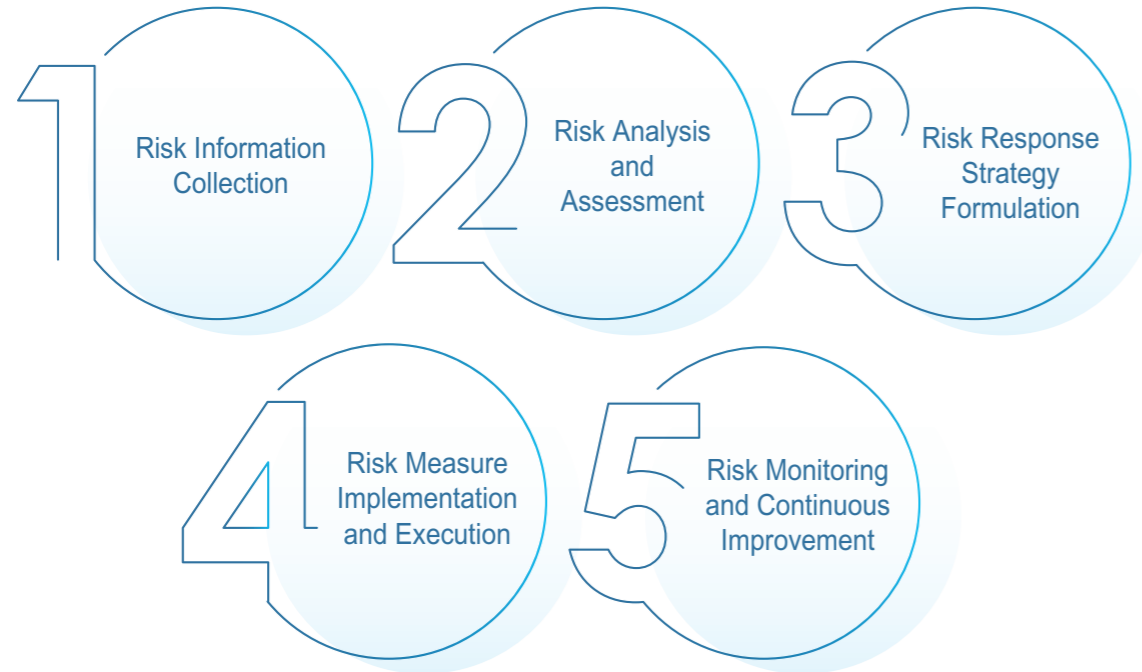 1
Risk Information
Collection
2
Risk Analysis
and
Assessment
3
Risk Response
Strategy
Formulation
4
Risk Measure
Implementation
and Execution
5
Risk Monitoring
and Continuous
Improvement